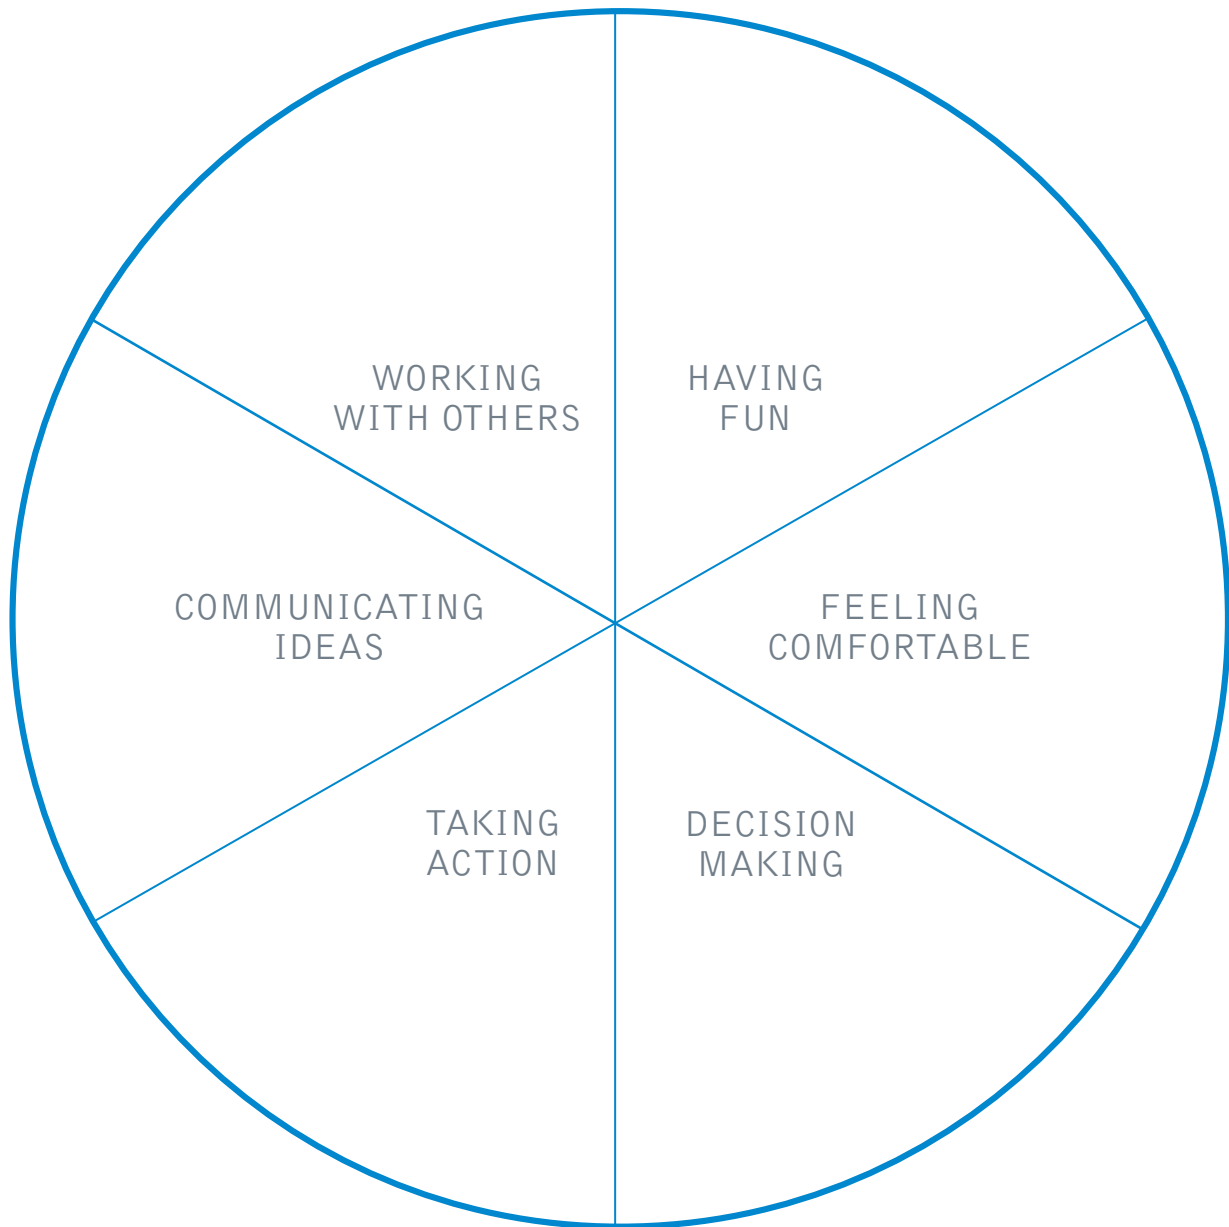 WORKING
WITH OTHERS
HAVING
FUN
COMMUNICATING
IDEAS
FEELING
COMFORTABLE
TAKING
ACTION
DECISION
MAKING